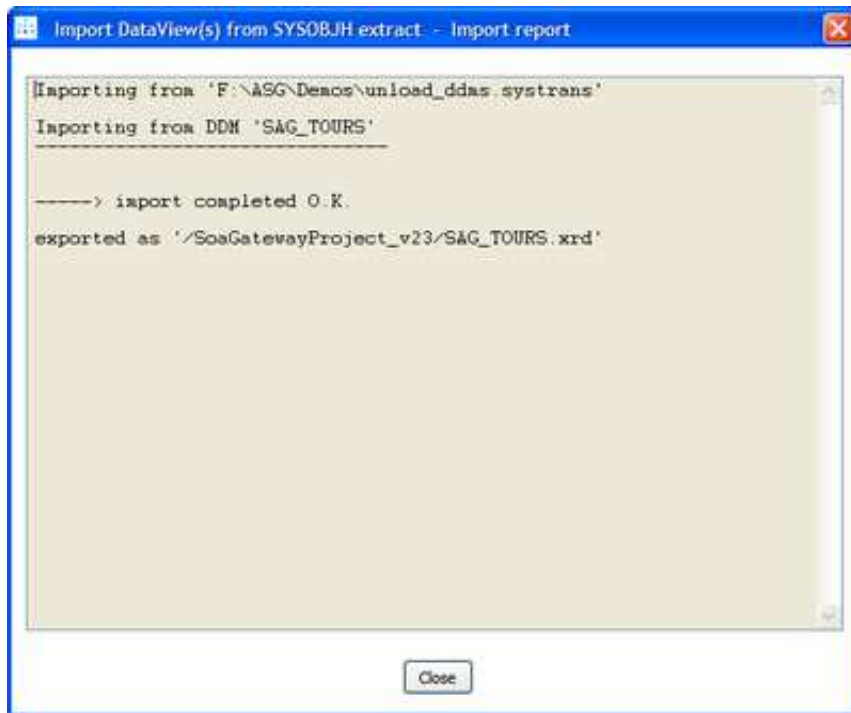 Import DataView(s) from SYSOBJH extract - Import report
Importing from 'F:\ASG\Demos\unload_ddms.systrans'
Importing from DDM 'SAG_TOURS'
--------------------------------
-----> import completed O.K.
exported as '/SoaGatewayProject_v23/SAG_TOURS.xrd'
Close